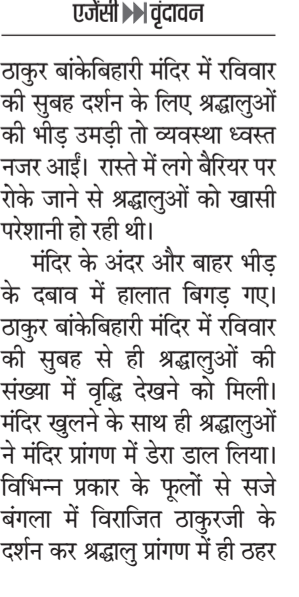 एजेंसी▶▶वृंदावन
ठाकुर बांकेबिहारी मंदिर में रविवार
की सुबह दर्शन के लिए श्रद्धालुओं
की भीड़ उमड़ी तो व्यवस्था ध्वस्त
नजर आईं। रास्ते में लगे बैरियर पर
रोके जाने से श्रद्धालुओं को खासी
परेशानी हो रही थी।
मंदिर के अंदर और बाहर भीड़
के दबाव में हालात बिगड़ गए।
ठाकुर बांकेबिहारी मंदिर में रविवार
की सुबह से ही श्रद्धालुओं की
संख्या में वृद्धि देखने को मिली।
मंदिर खुलने के साथ ही श्रद्धालुओं
ने मंदिर प्रांगण में डेरा डाल लिया।
विभिन्न प्रकार के फूलों से सजे
बंगला में विराजित ठाकुरजी के
दर्शन कर श्रद्धालु प्रांगण में ही ठहर